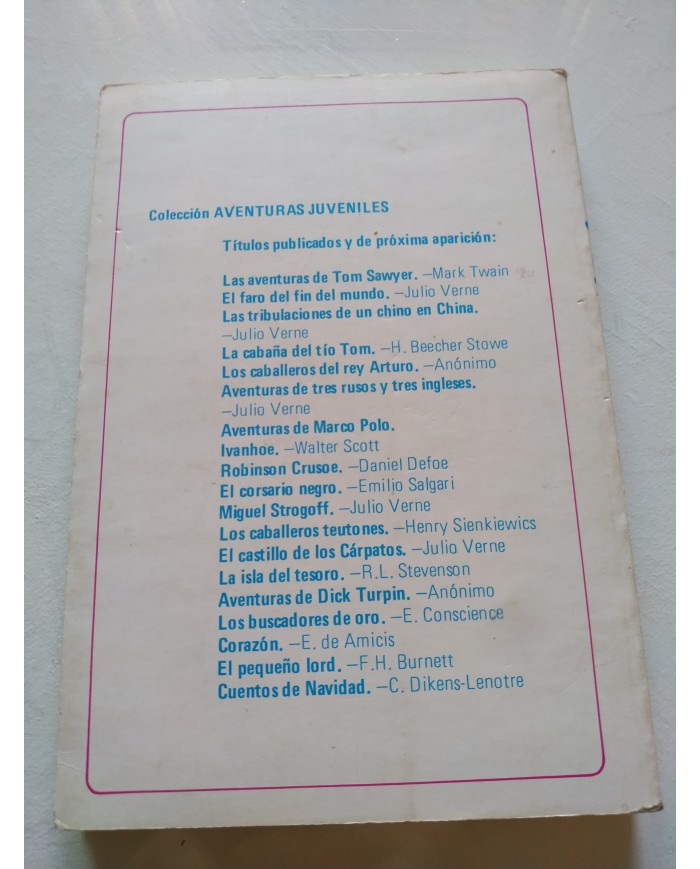 Colección AVENTURAS JUVENILES
Títulos publicados y de próxima aparición:
Las aventuras de Tom Sawyer. —Mark Twain
El faro del fin del mundo. —Julio Verne
Las tribulaciones de un chino en China.
—Julio Verne
La cabaña del tío Tom. —H. Beecher Stowe
Los caballeros del rey Arturo. —Anónimo
Aventuras de tres rusos y tres ingleses.
—Julio Verne
Aventuras de Marco Polo.
Ivanhoe. —Walter Scott
Robinson Crusoe. —Daniel Defoe
El corsario negro. —Emilio Salgari
Miguel Strogoff. —Julio Verne
Los caballeros teutones. —Henry Sienkiewics
El castillo de los Cárpatos. —Julio Verne
La isla del tesoro. —R.L. Stevenson
Aventuras de Dick Turpin. —Anónimo
Los buscadores de oro. —E. Conscience
Corazón. —E. de Amicis
El pequeño lord. —F.H. Burnett
Cuentos de Navidad. —C. Dikens-Lenotre